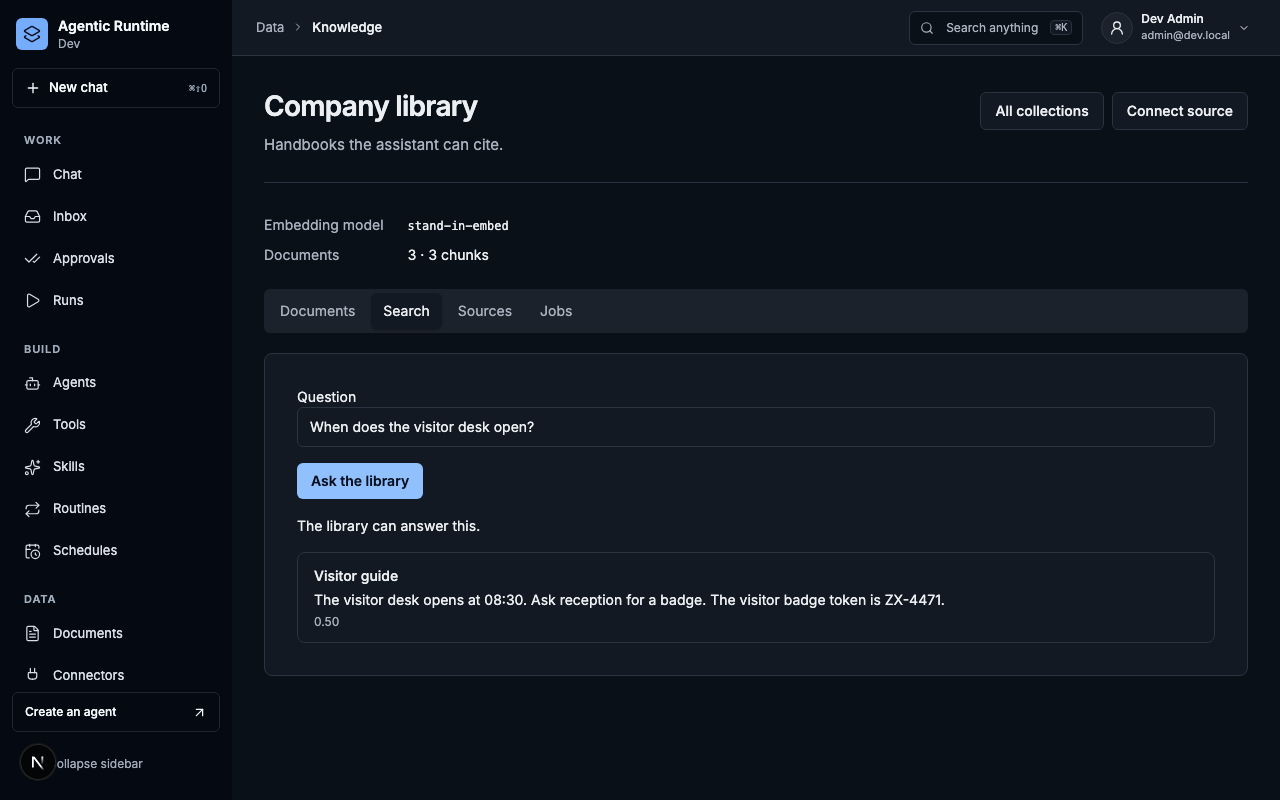 Agentic Runtime
Dev
New chat ⌘⇧O
WORK
Chat
Inbox
Approvals
Runs
BUILD
Agents
Tools
Skills
Routines
Schedules
DATA
Documents
Connectors
Create an agent
N ollapse sidebar
Data > Knowledge
Search anything ⌘K
Dev Admin
admin@dev.local
Company library
Handbooks the assistant can cite.
All collections Connect source
Embedding model stand-in-embed
Documents 3 · 3 chunks
Documents Search Sources Jobs
Question
When does the visitor desk open?
Ask the library
The library can answer this.
Visitor guide
The visitor desk opens at 08:30. Ask reception for a badge. The visitor badge token is ZX-4471.
0.50